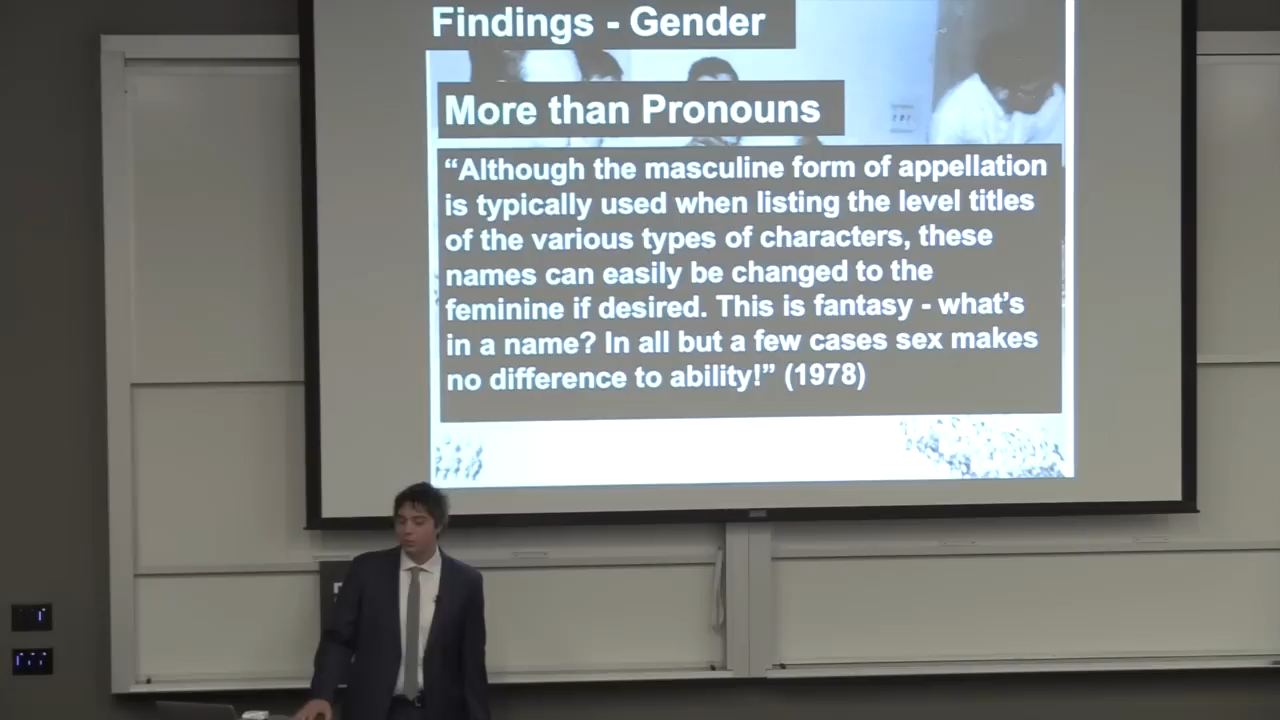 Findings - Gender
More than Pronouns
“Although the masculine form of appellation
is typically used when listing the level titles
of the various types of characters, these
names can easily be changed to the
feminine if desired. This is fantasy - what’s
in a name? In all but a few cases sex makes
no difference to ability!” (1978)